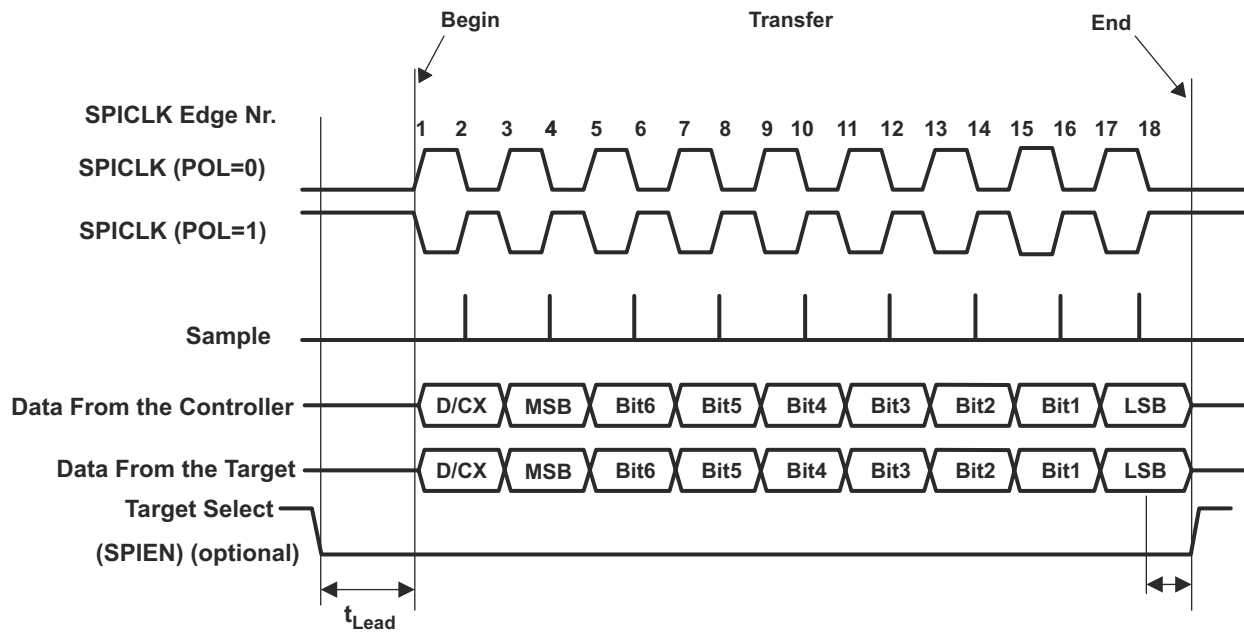 Begin Transfer End
SPICLK Edge Nr.
1 2 3 4 5 6 7 8 9 10 11 12 13 14 15 16 17 18
SPICLK (POL=0)
SPICLK (POL=1)
Sample
Data From the Controller D/CX MSB Bit6 Bit5 Bit4 Bit3 Bit2 Bit1 LSB
Data From the Target D/CX MSB Bit6 Bit5 Bit4 Bit3 Bit2 Bit1 LSB
Target Select
(SPIEN) (optional)
tLead